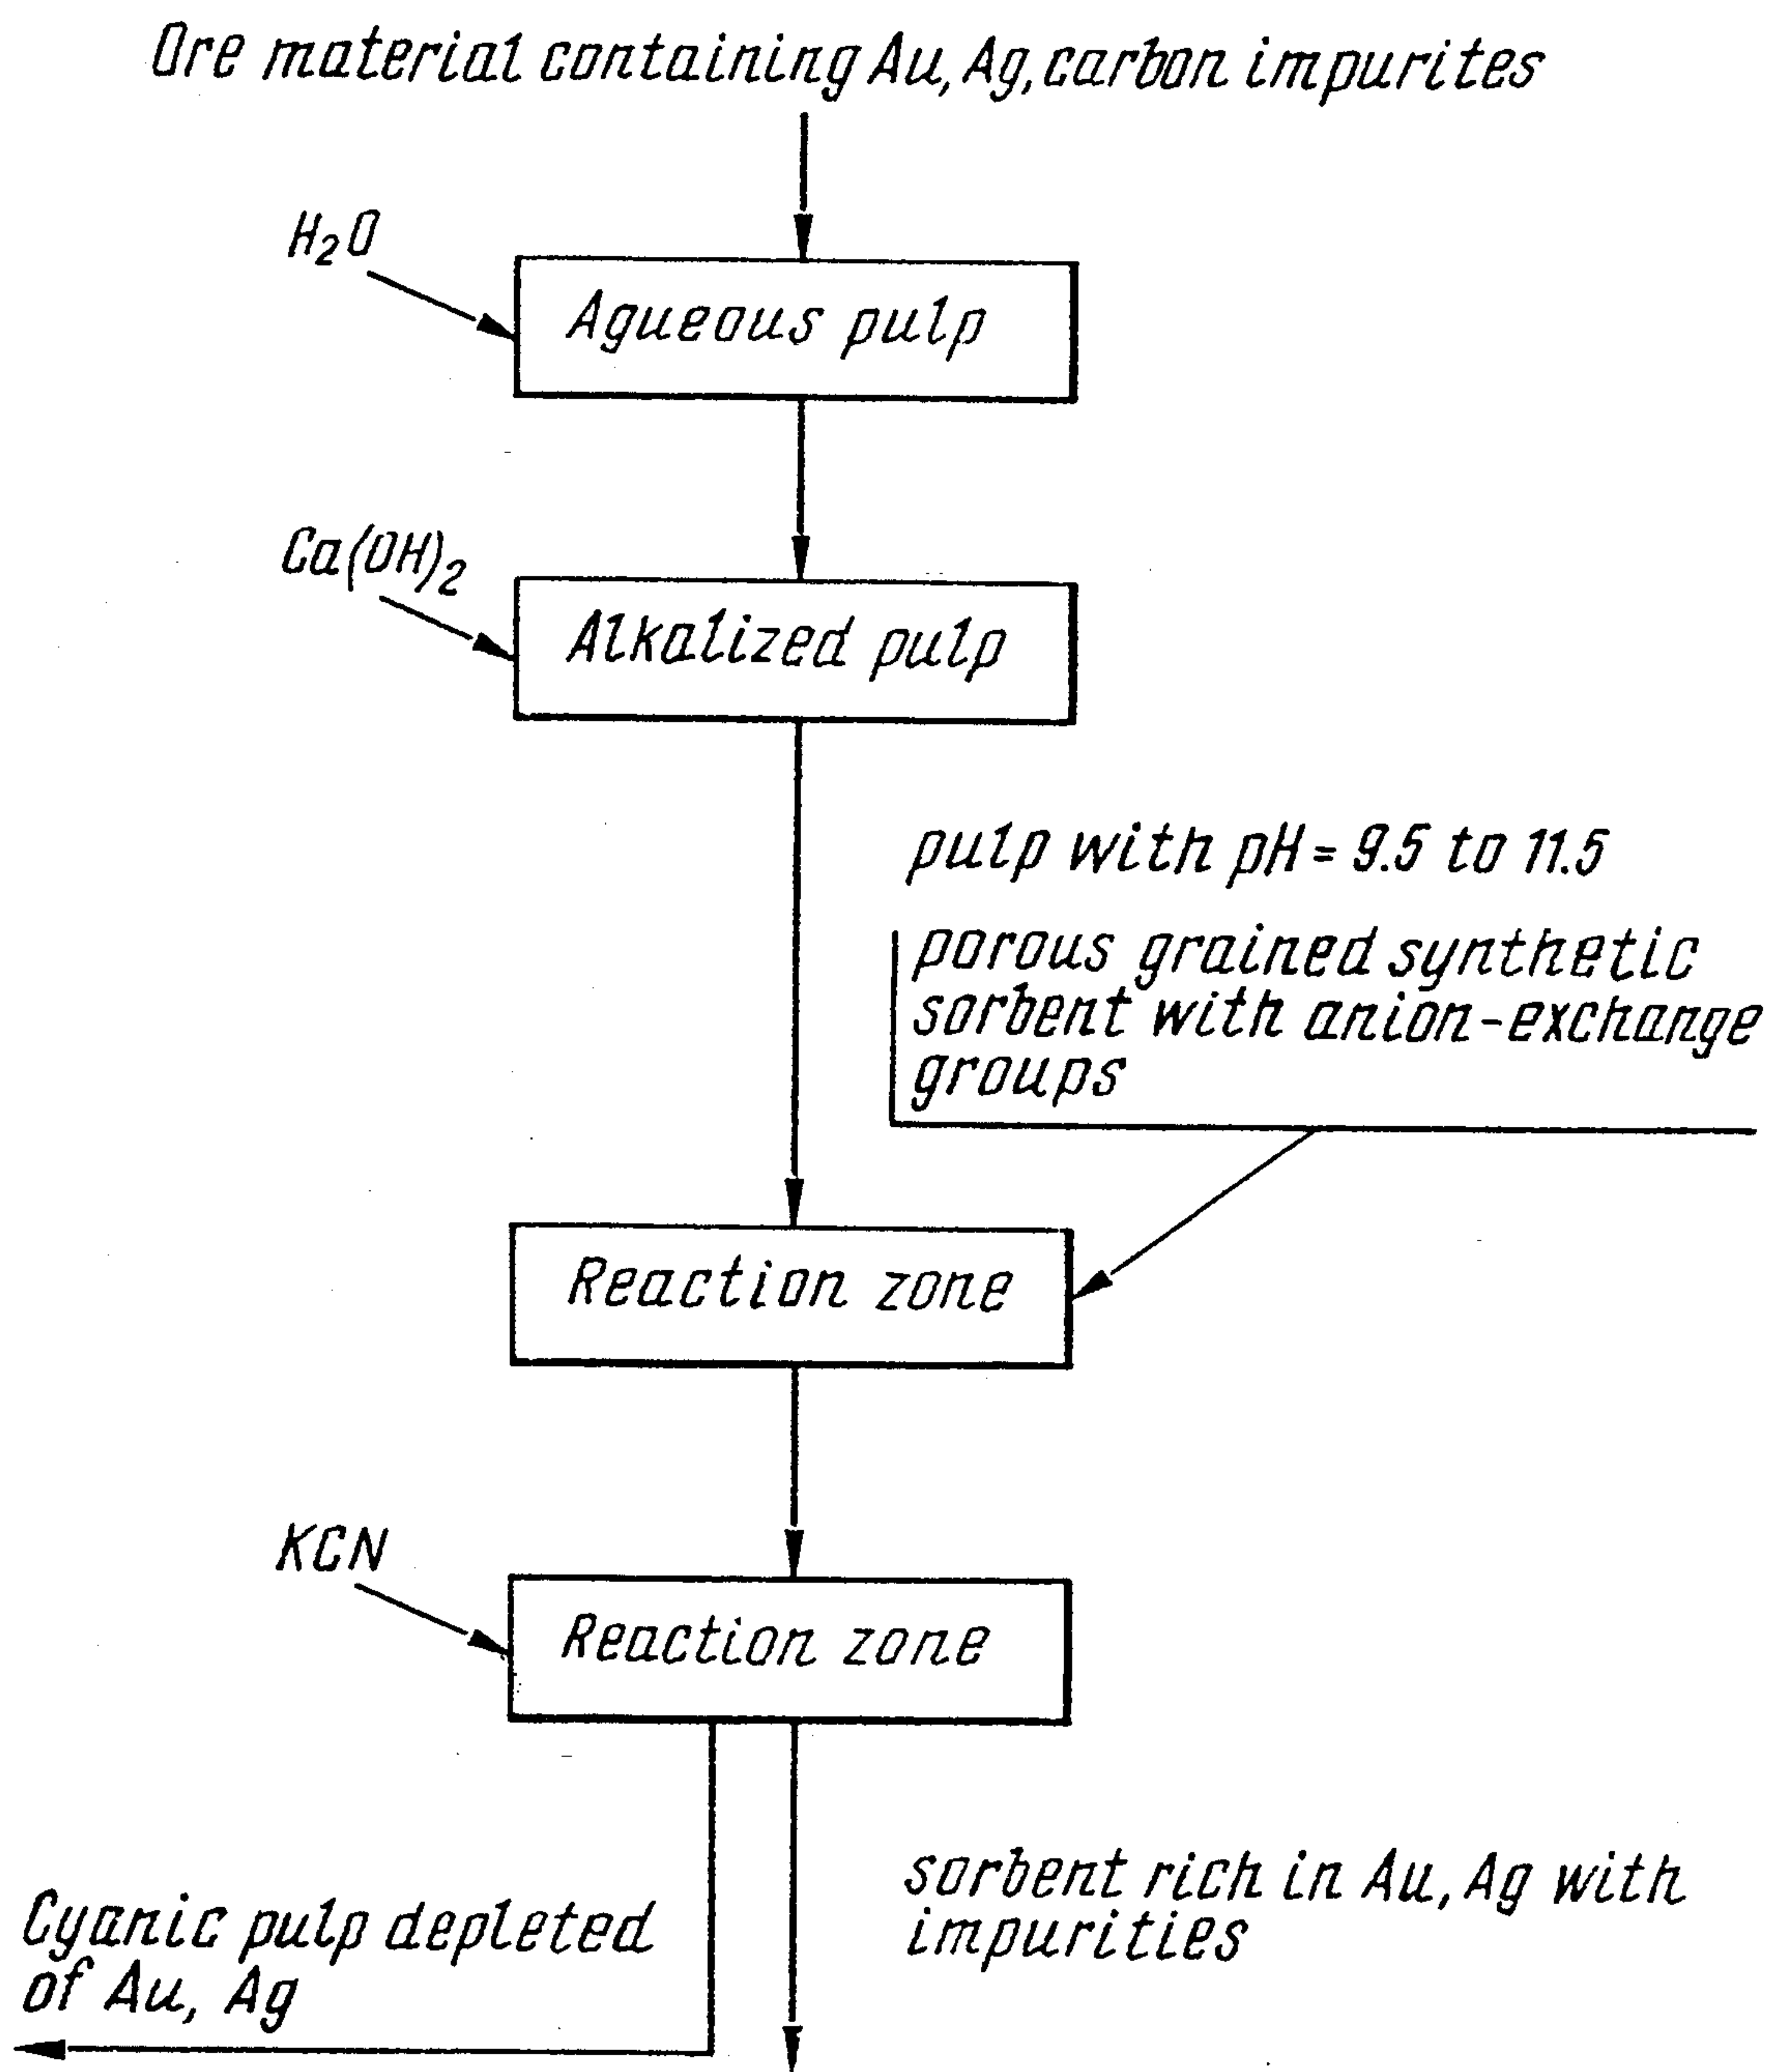 Ore material containing Au, Ag, carbon impurites
H₂O
Agueous pulp
Ca(OH)₂
Alkalized pulp
pulp with pH = 9.5 to 11.5
porous grained synthetic
sorbent with anion-exchange
groups
Reaction zone
KCN
Reaction zone
sorbent rich in Au, Ag with
impurities
Cyanic pulp depleted
of Au, Ag